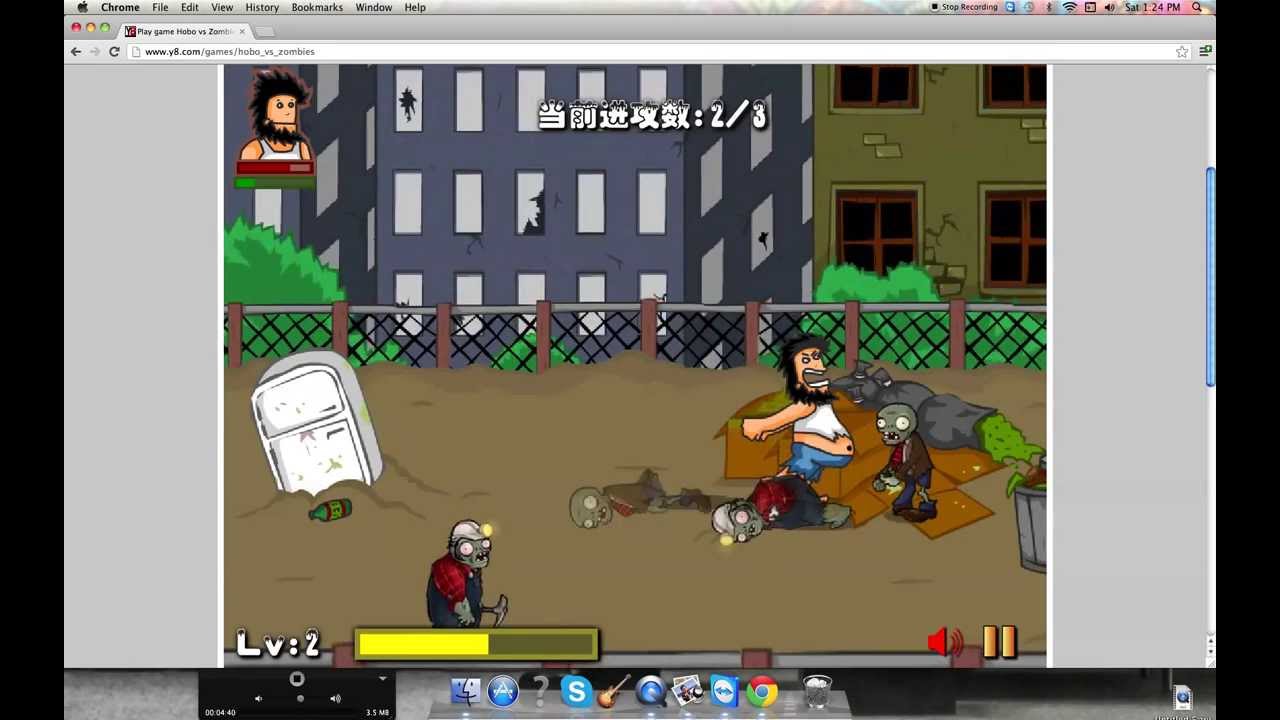 Chrome File Edit View History Bookmarks Window Help
Stop Recording
Sat 1:24 PM
Play game Hobo vs Zombi
www.y8.com/games/hobo_vs_zombies
当前进攻数:2/3
Lv:2
00:04:40
3.5 MB